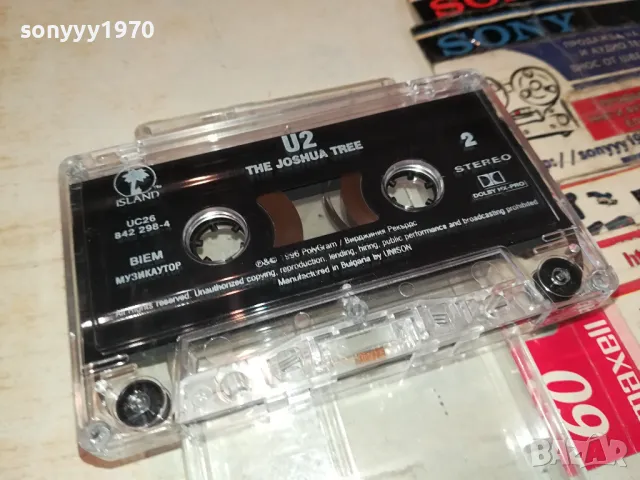 sonyyy1970
SONY
U2
THE JOSHUA TREE
2
STEREO
DOLBY HX-PRO
ISLAND
UC26
842 298-4
BIEM
МУЗИКАУТОР
℗&© 1996 PolyGram / Вирджиния Рекърдс
All rights reserved. Unauthorized copying, reproduction, lending, hiring, public performance and broadcasting prohibited
Manufactured in Bulgaria by UNISON
maxell
60
BAZAR